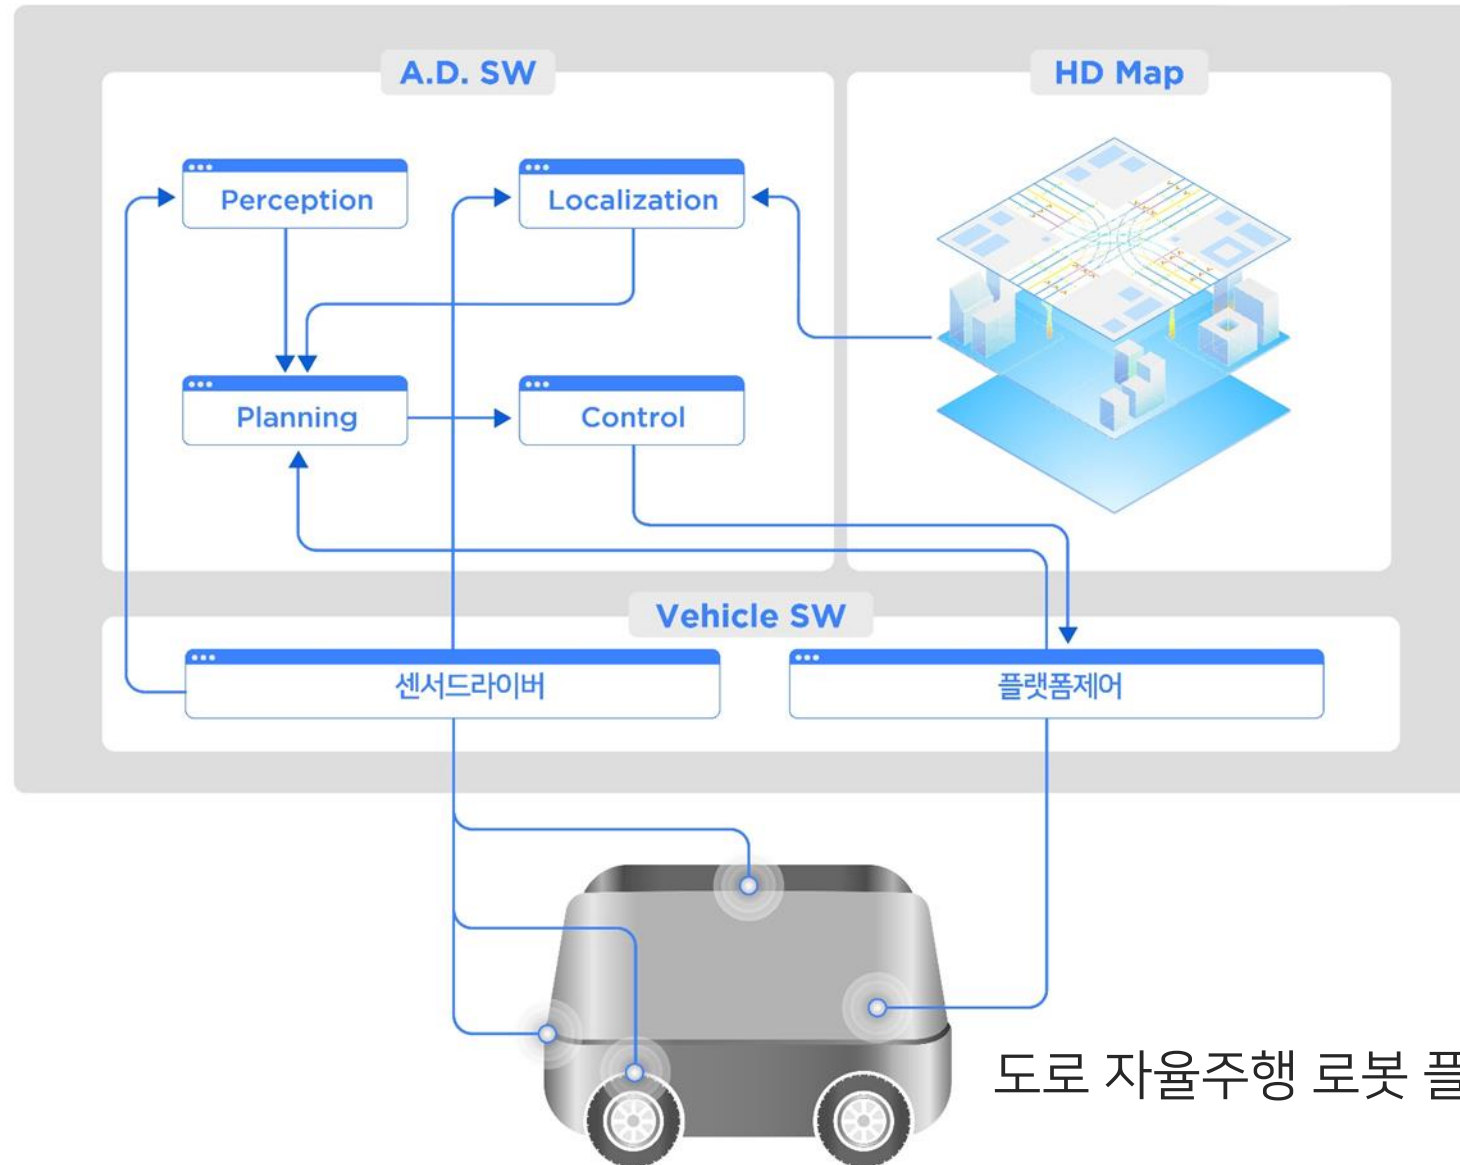 A.D. SW
HD Map
Perception
Localization
Planning
Control
Vehicle SW
센서드라이버
플랫폼제어
도로 자율주행 로봇 플